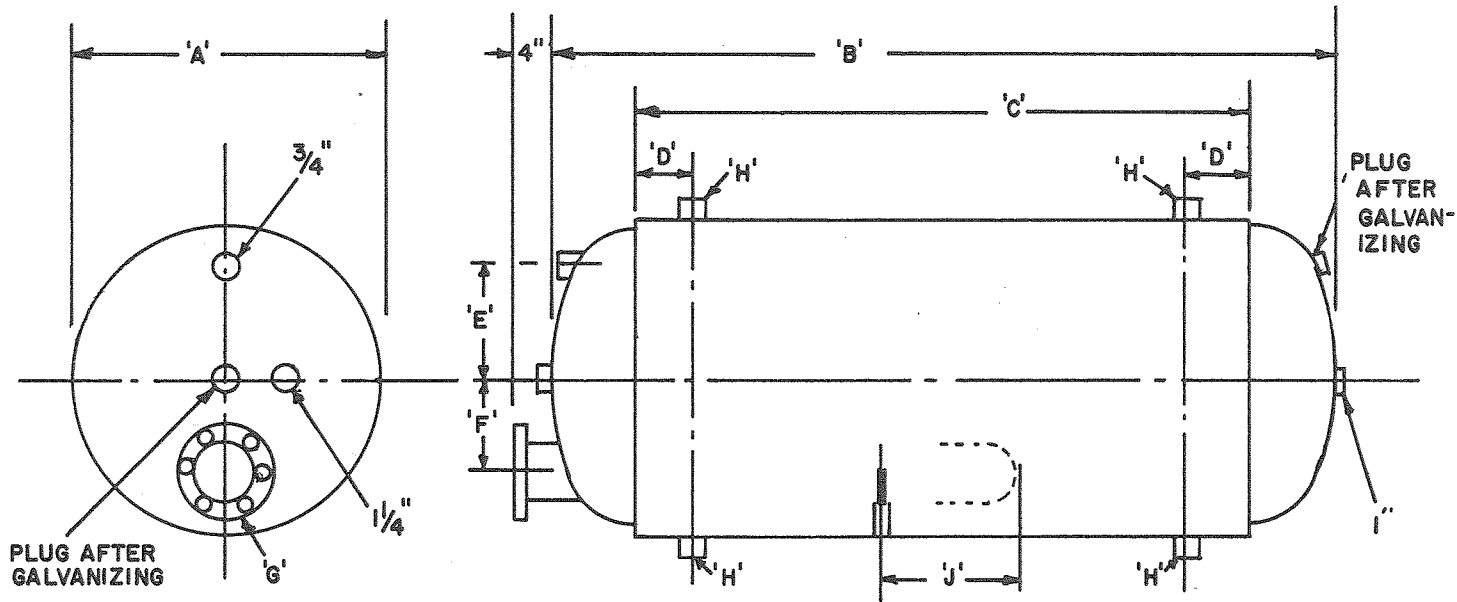 'A'
4"
'B'
'C'
3/4"
'D'
'H'
'H'
'D'
PLUG
AFTER
GALVAN-
IZING
'E'
'F'
1 1/4"
1"
PLUG AFTER
GALVANIZING
'G'
'H'
'J'
'H'